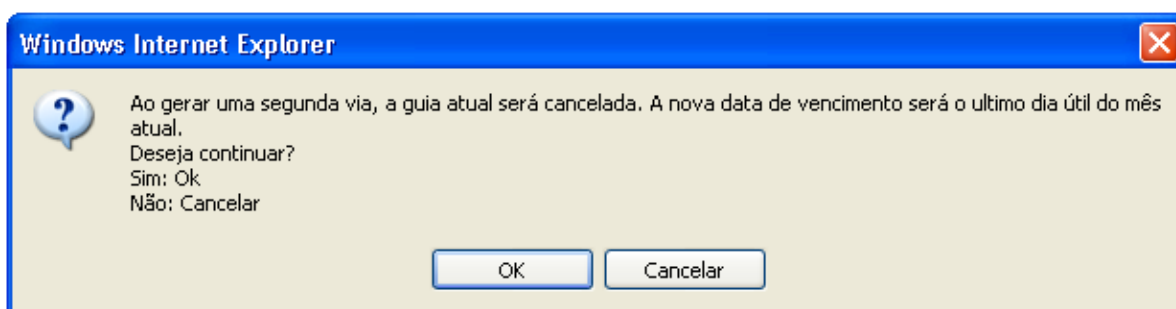 Windows Internet Explorer
Ao gerar uma segunda via, a guia atual será cancelada. A nova data de vencimento será o ultimo dia útil do mês
atual.
Deseja continuar?
Sim: Ok
Não: Cancelar
OK Cancelar